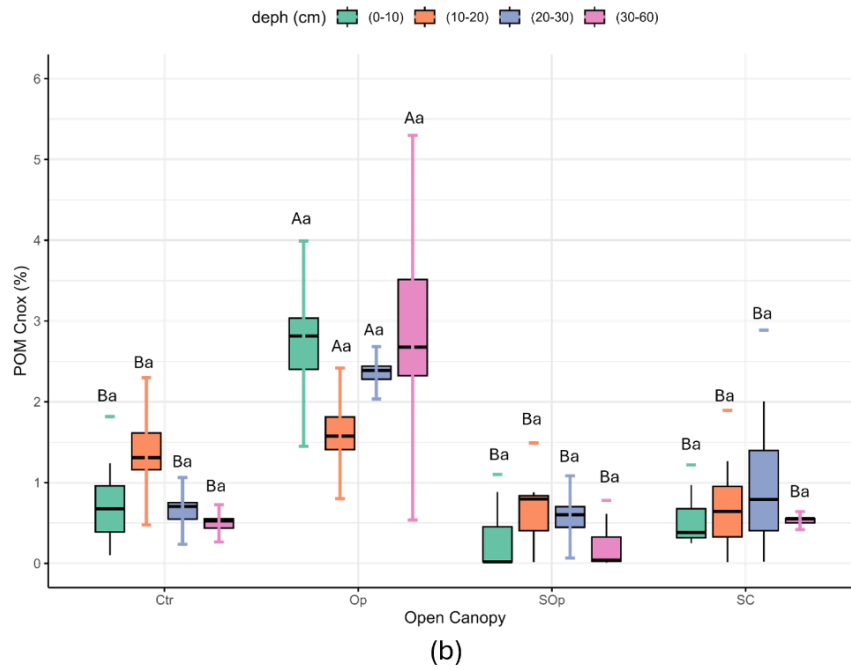 deph (cm) (0-10) (10-20) (20-30) (30-60)
POM Cnox (%)
6
5
4
3
2
1
0
Ba
Ba
Ba
Ba
Aa
Aa
Aa
Aa
Ba
Ba
Ba
Ba
Ba
Ba
Ba
Ba
Ctr Op SOp SC
Open Canopy
(b)